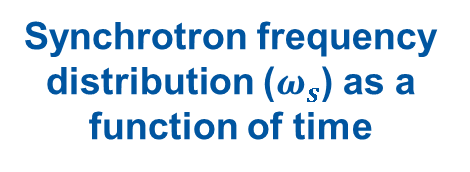 Synchrotron frequency
distribution (ωₛ) as a
function of time